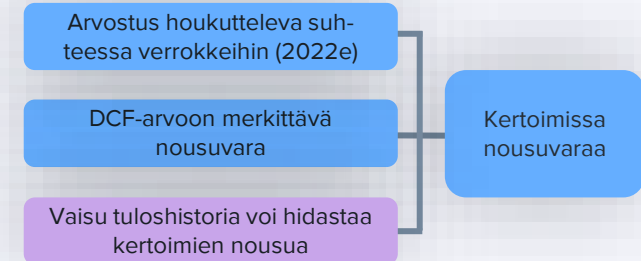 Arvostus houkutteleva suh-
teessa verrokkeihin (2022e)
DCF-arvoon merkittävä
nousuvara
Vaisu tuloshistoria voi hidastaa
kertoimien nousua
Kertoimissa
nousuvaraa